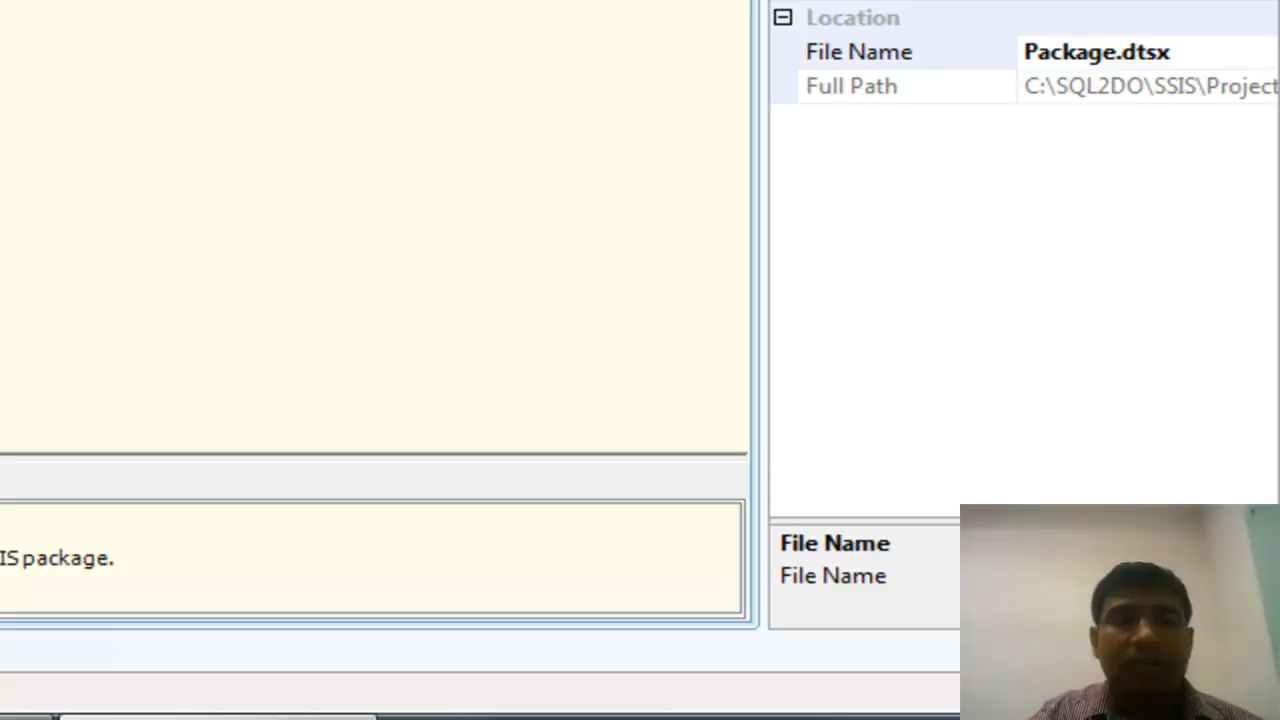 Location
File Name Package.dtsx
Full Path C:\SQL2DO\SSIS\Project
IS package.
File Name
File Name